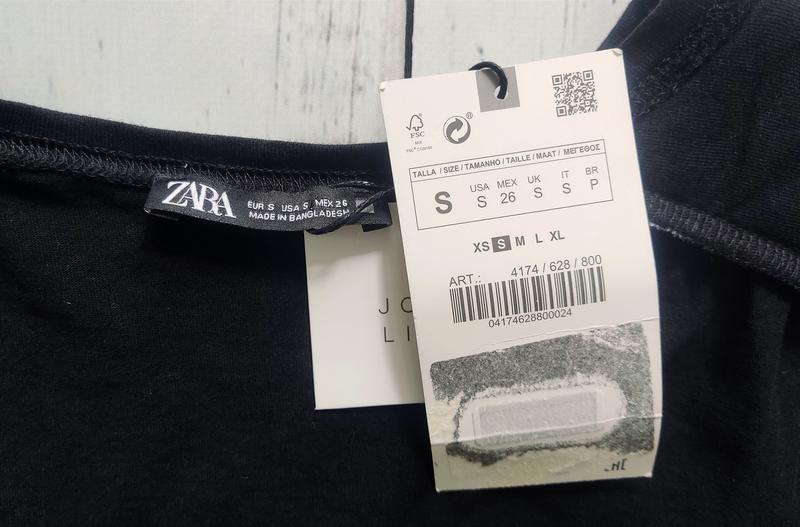 ZARA
EUR S USA S MEX 26
MADE IN BANGLADESH
JO
LI
FSC
MIX
TALLA / SIZE / TAMANHO / TAILLE / MAAT / ΜΕΓΕΘΟΣ
S
USA MEX UK IT BR
S 26 S S P
XS S M L XL
ART.: 4174 / 628 / 800
04174628800024